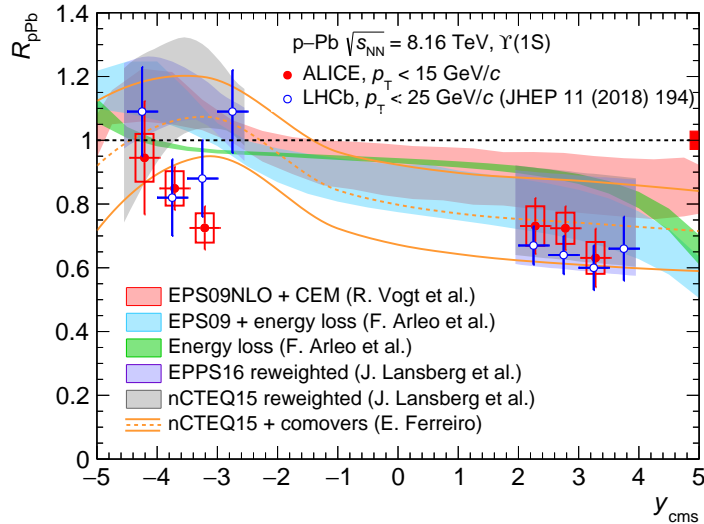 R_pPb
1.4
1.2
1
0.8
0.6
0.4
0.2
0
p–Pb √s_NN = 8.16 TeV, ϒ(1S)
ALICE, p_T < 15 GeV/c
LHCb, p_T < 25 GeV/c (JHEP 11 (2018) 194)
EPS09NLO + CEM (R. Vogt et al.)
EPS09 + energy loss (F. Arleo et al.)
Energy loss (F. Arleo et al.)
EPPS16 reweighted (J. Lansberg et al.)
nCTEQ15 reweighted (J. Lansberg et al.)
nCTEQ15 + comovers (E. Ferreiro)
−5 −4 −3 −2 −1 0 1 2 3 4 5
y_cms